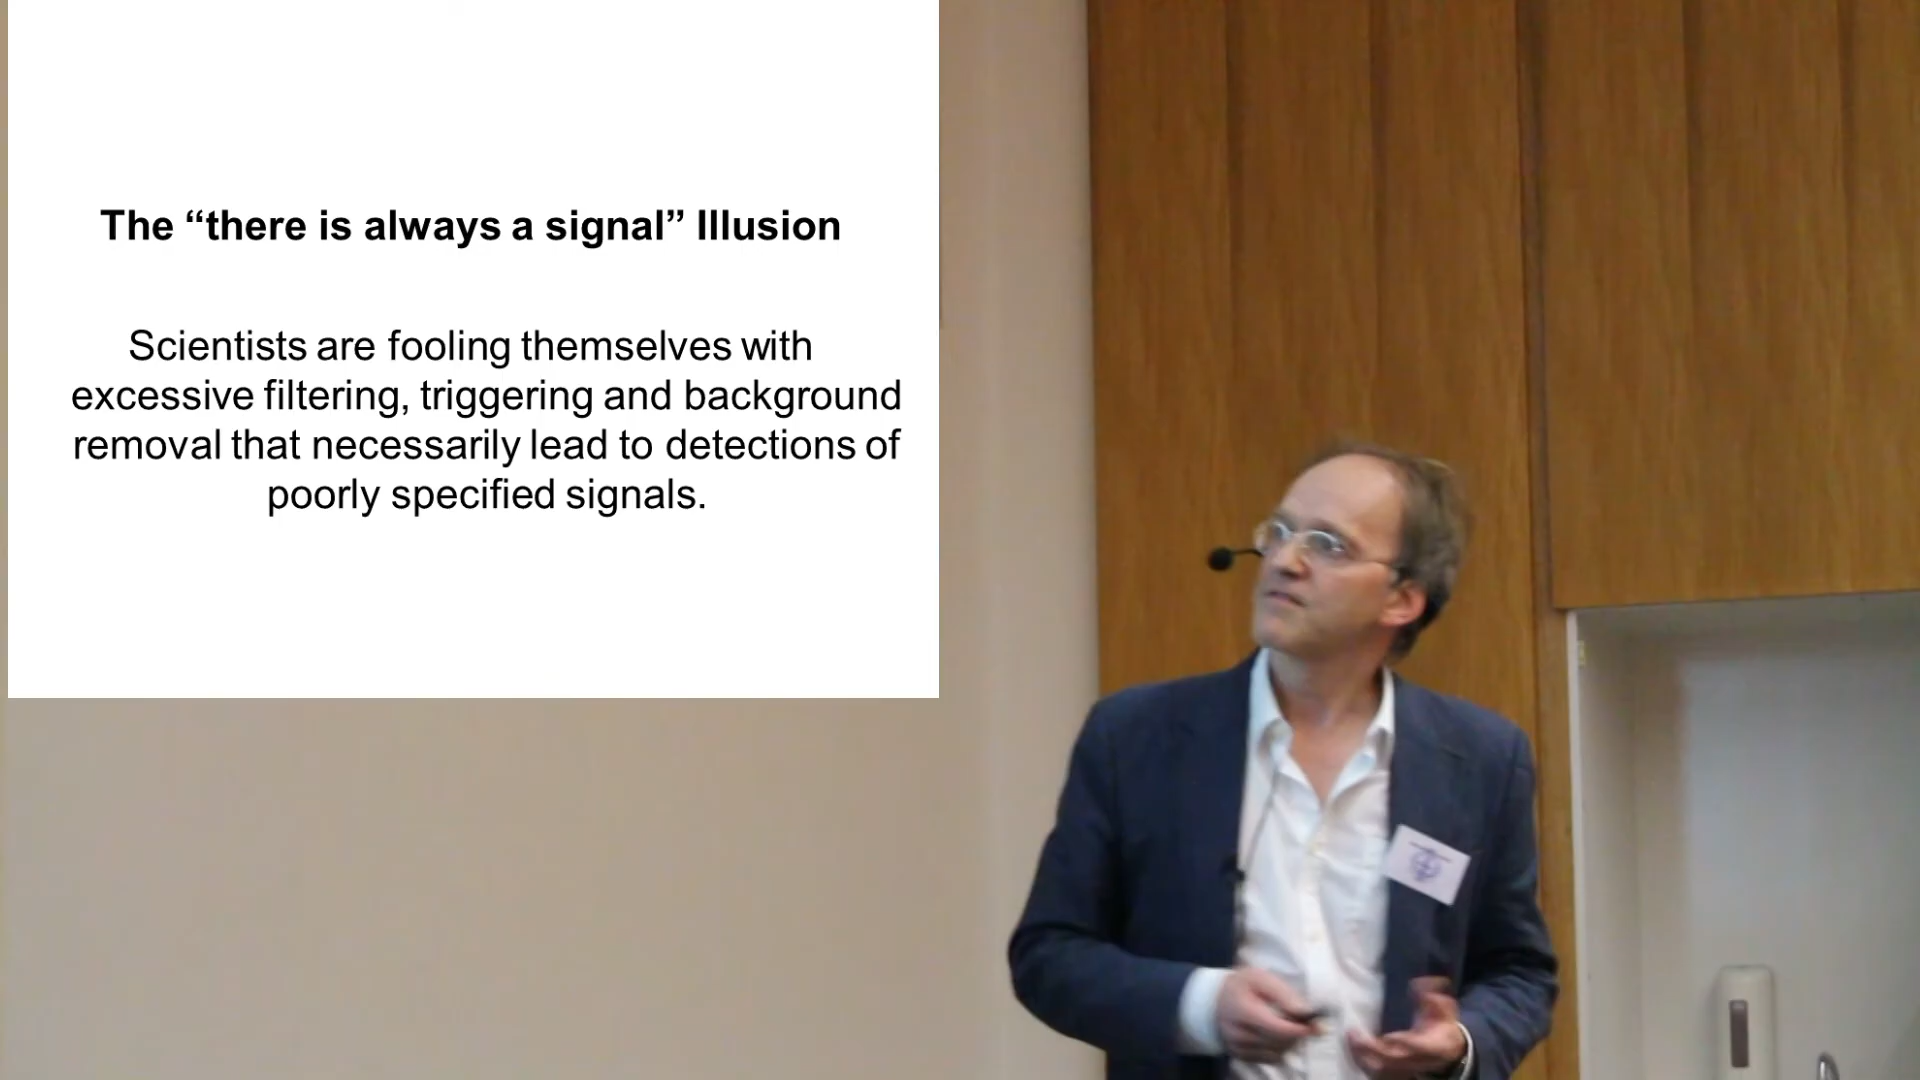 The “there is always a signal” Illusion
Scientists are fooling themselves with
excessive filtering, triggering and background
removal that necessarily lead to detections of
poorly specified signals.